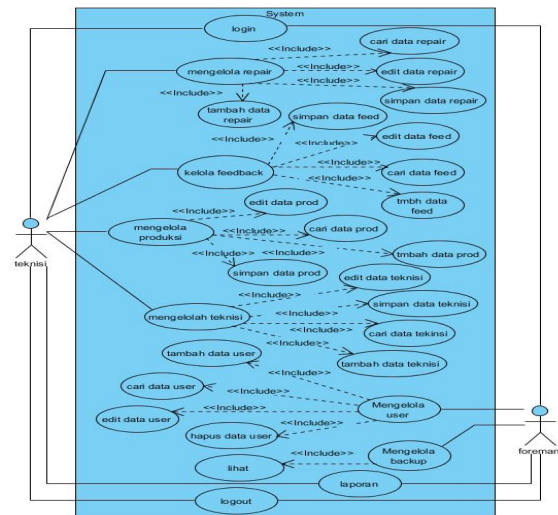 System
login
cari data repair
<<Include>>
mengelola repair
<<Include>>
edit data repair
<<Include>>
<<Include>>
simpan data repair
tambah data
repair
simpan data feed
<<Include>>
<<Include>>
edit data feed
kelola feedback
<<Include>>
cari data feed
<<Include>>
tmbh data
feed
edit data prod
<<Include>>
mengelola
produksi
<<Include>>
cari data prod
<<Include>>
tmbah data prod
<<Include>>
simpan data prod
edit data teknisi
<<Include>>
<<Include>>
simpan data teknisi
mengelolah teknisi
<<Include>>
cari data tekinsi
<<Include>>
tambah data teknisi
tambah data user
<<Include>>
cari data user
<<Include>>
Mengelola
user
edit data user
<<Include>>
<<Include>>
hapus data user
lihat
<<Include>>
Mengelola
backup
laporan
logout
teknisi
foreman